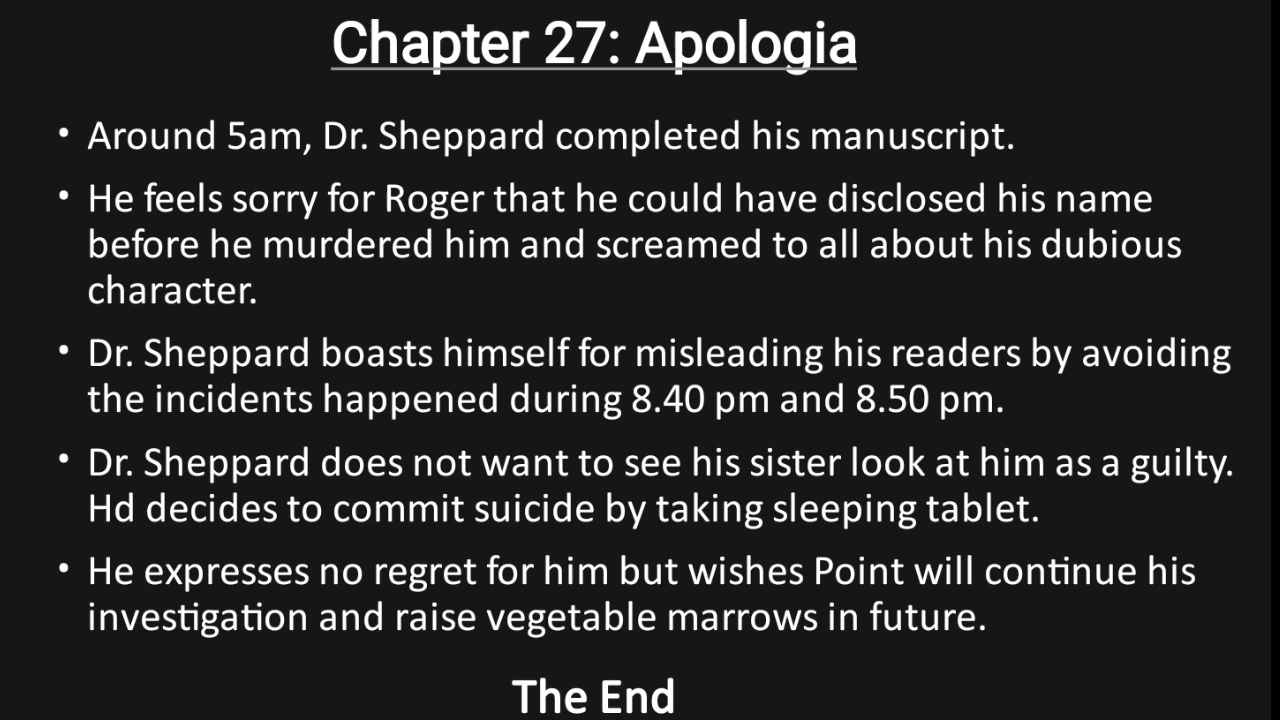 Chapter 27: Apologia
• Around 5am, Dr. Sheppard completed his manuscript.
• He feels sorry for Roger that he could have disclosed his name
before he murdered him and screamed to all about his dubious
character.
• Dr. Sheppard boasts himself for misleading his readers by avoiding
the incidents happened during 8.40 pm and 8.50 pm.
• Dr. Sheppard does not want to see his sister look at him as a guilty.
Hd decides to commit suicide by taking sleeping tablet.
• He expresses no regret for him but wishes Point will continue his
investigation and raise vegetable marrows in future.
The End